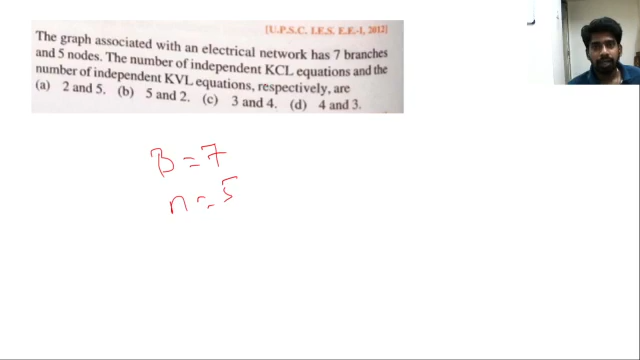 [U.P.S.C. I.E.S. E.E.-I, 2012]
The graph associated with an electrical network has 7 branches
and 5 nodes. The number of independent KCL equations and the
number of independent KVL equations, respectively, are
(a) 2 and 5. (b) 5 and 2. (c) 3 and 4. (d) 4 and 3.
B = 7
n = 5